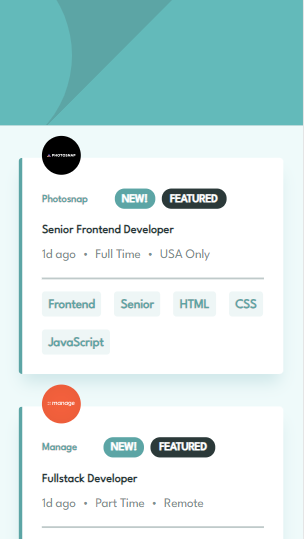 PHOTOSNAP
Photosnap NEW! FEATURED
Senior Frontend Developer
1d ago • Full Time • USA Only
Frontend Senior HTML CSS
JavaScript
manage
Manage NEW! FEATURED
Fullstack Developer
1d ago • Part Time • Remote